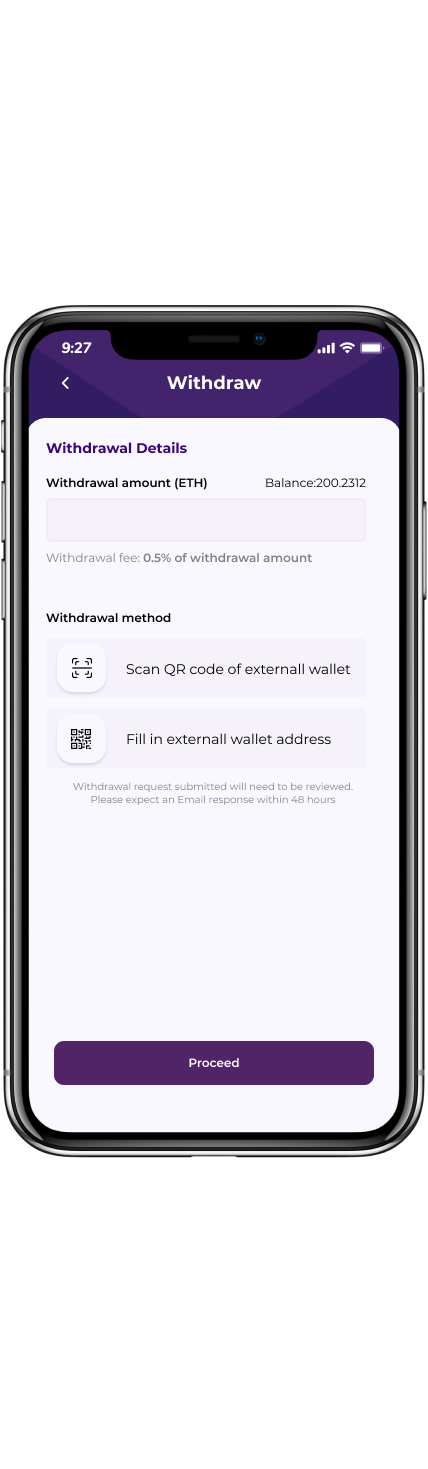 9:27
Withdraw
Withdrawal Details
Withdrawal amount (ETH) Balance:200.2312
Withdrawal fee: 0.5% of withdrawal amount
Withdrawal method
Scan QR code of externall wallet
Fill in externall wallet address
Withdrawal request submitted will need to be reviewed.
Please expect an Email response within 48 hours
Proceed